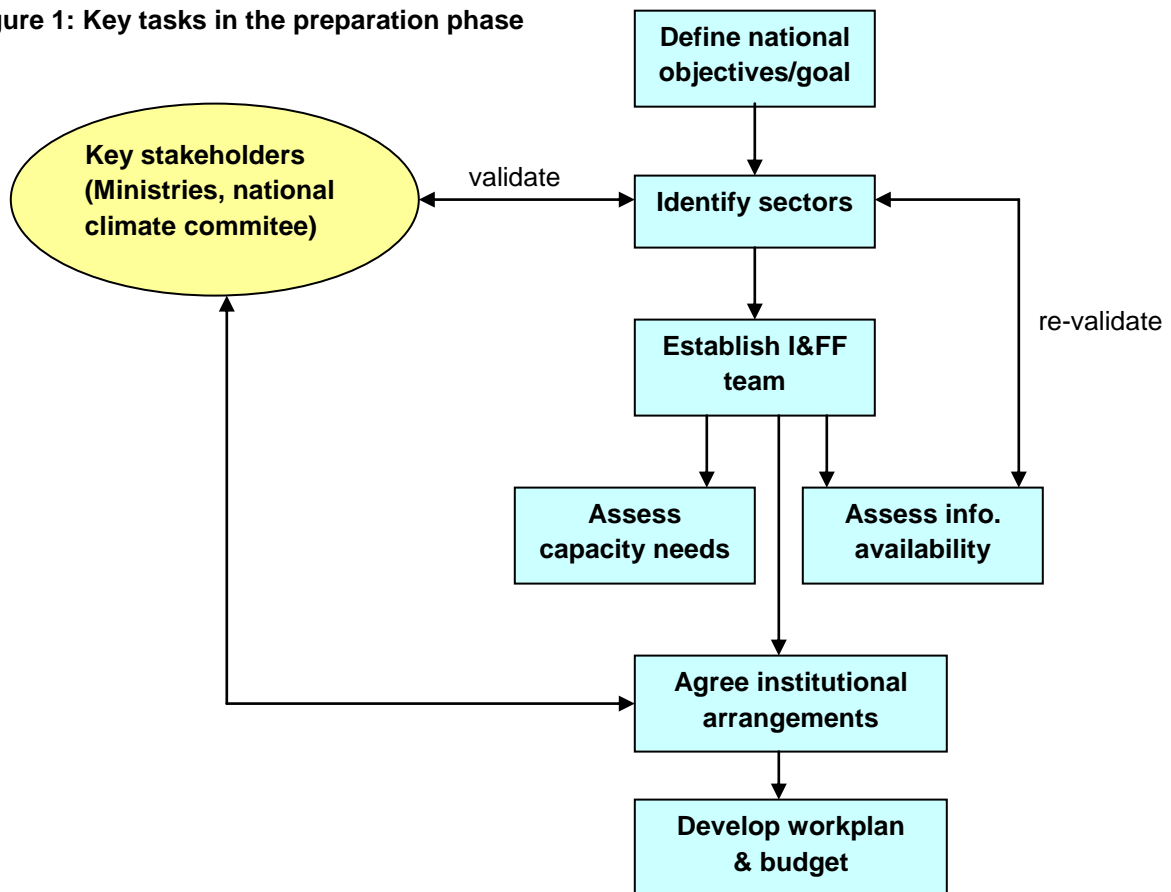 gure 1: Key tasks in the preparation phase
Define national
objectives/goal
Key stakeholders
(Ministries, national
climate commitee)
validate
Identify sectors
re-validate
Establish I&FF
team
Assess
capacity needs
Assess info.
availability
Agree institutional
arrangements
Develop workplan
& budget